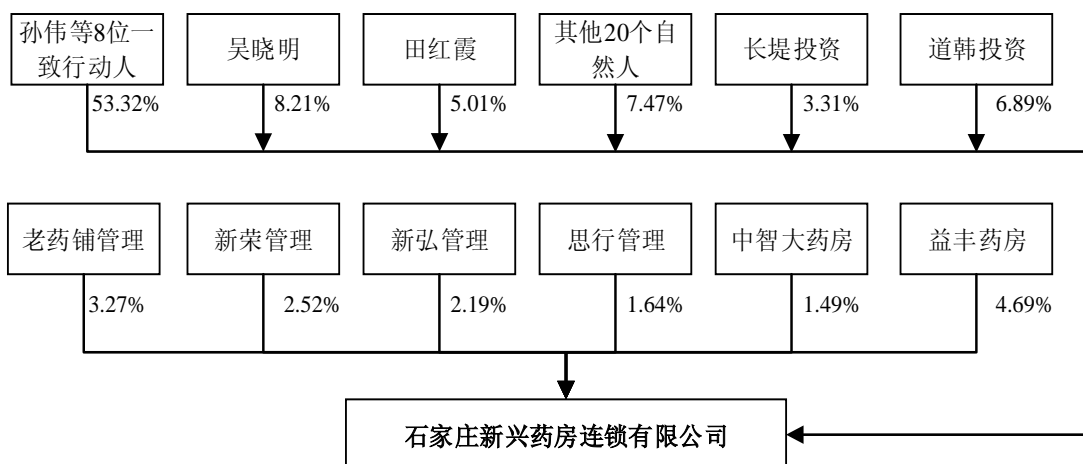 孙伟等8位一
致行动人
吴晓明
田红霞
其他20个自
然人
长堤投资
道韩投资
53.32%
8.21%
5.01%
7.47%
3.31%
6.89%
老药铺管理
新荣管理
新弘管理
思行管理
中智大药房
益丰药房
3.27%
2.52%
2.19%
1.64%
1.49%
4.69%
石家庄新兴药房连锁有限公司